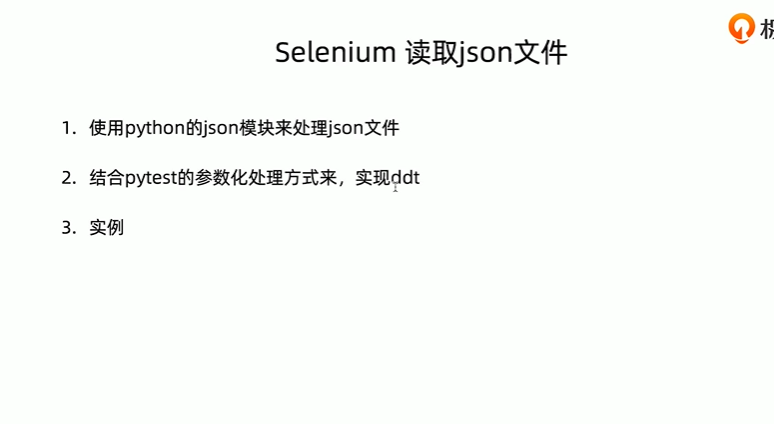 Selenium 读取json文件
1. 使用python的json模块来处理json文件
2. 结合pytest的参数化处理方式来，实现ddt
3. 实例